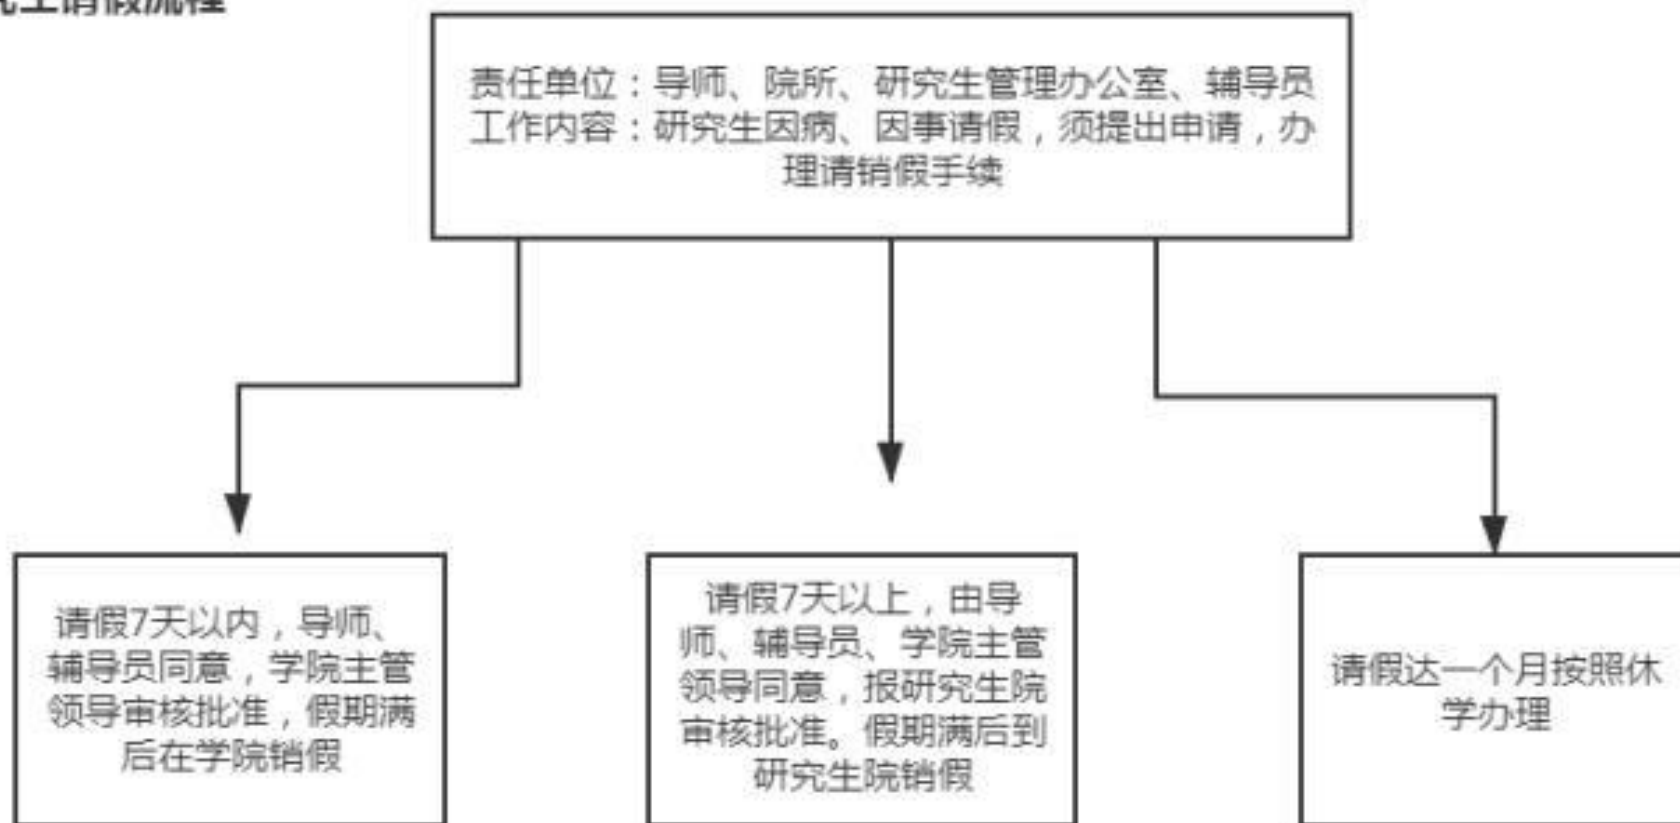 究生请假流程
责任单位：导师、院所、研究生管理办公室、辅导员
工作内容：研究生因病、因事请假，须提出申请，办
理请销假手续
请假7天以内，导师、
辅导员同意，学院主管
领导审核批准，假期满
后在学院销假
请假7天以上，由导
师、辅导员、学院主管
领导同意，报研究生院
审核批准。假期满后到
研究生院销假
请假达一个月按照休
学办理